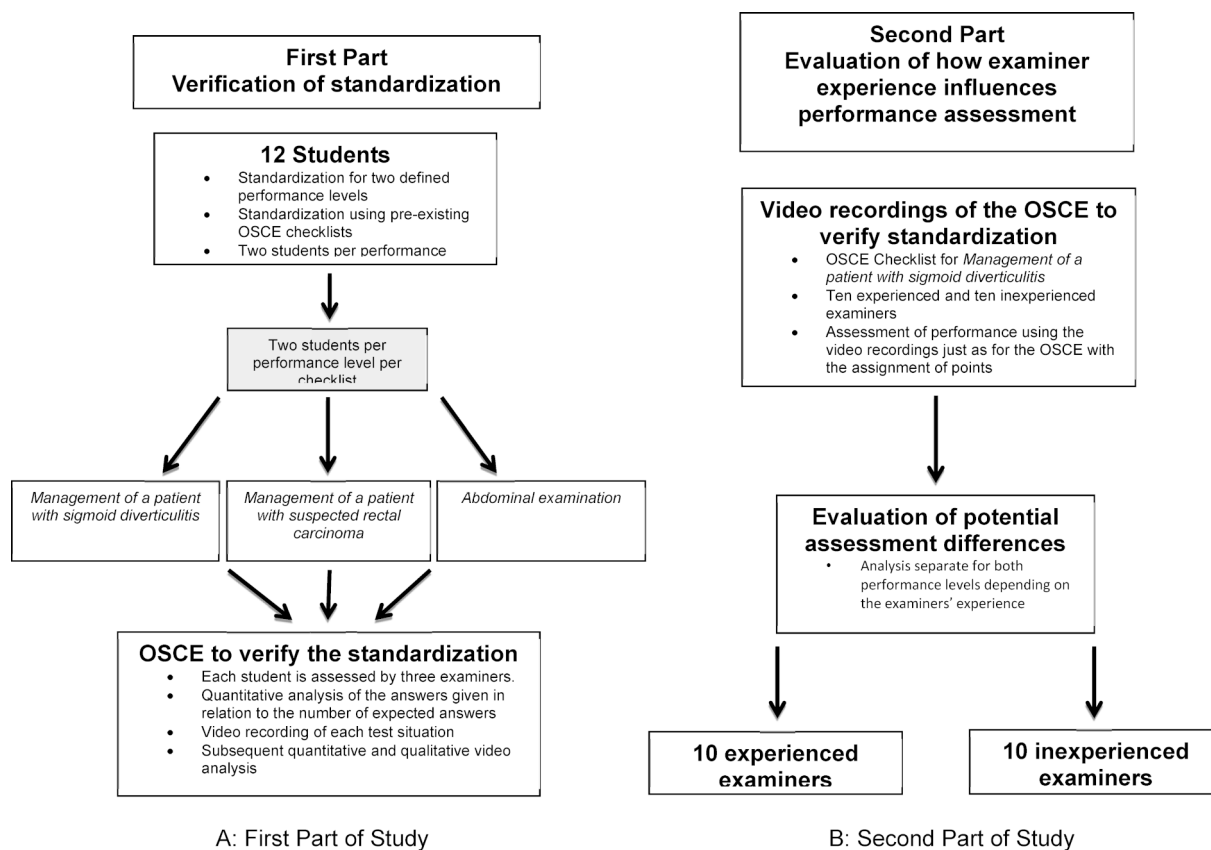 First Part
Verification of standardization
12 Students
• Standardization for two defined
performance levels
• Standardization using pre-existing
OSCE checklists
• Two students per performance
Two students per
performance level per
checklist
Management of a patient
with sigmoid diverticulitis
Management of a patient
with suspected rectal
carcinoma
Abdominal examination
OSCE to verify the standardization
• Each student is assessed by three examiners.
• Quantitative analysis of the answers given in
relation to the number of expected answers
• Video recording of each test situation
• Subsequent quantitative and qualitative video
analysis
A: First Part of Study
Second Part
Evaluation of how examiner
experience influences
performance assessment
Video recordings of the OSCE to
verify standardization
• OSCE Checklist for Management of a
patient with sigmoid diverticulitis
• Ten experienced and ten inexperienced
examiners
• Assessment of performance using the
video recordings just as for the OSCE with
the assignment of points
Evaluation of potential
assessment differences
• Analysis separate for both
performance levels depending on
the examiners’ experience
10 experienced
examiners
10 inexperienced
examiners
B: Second Part of Study